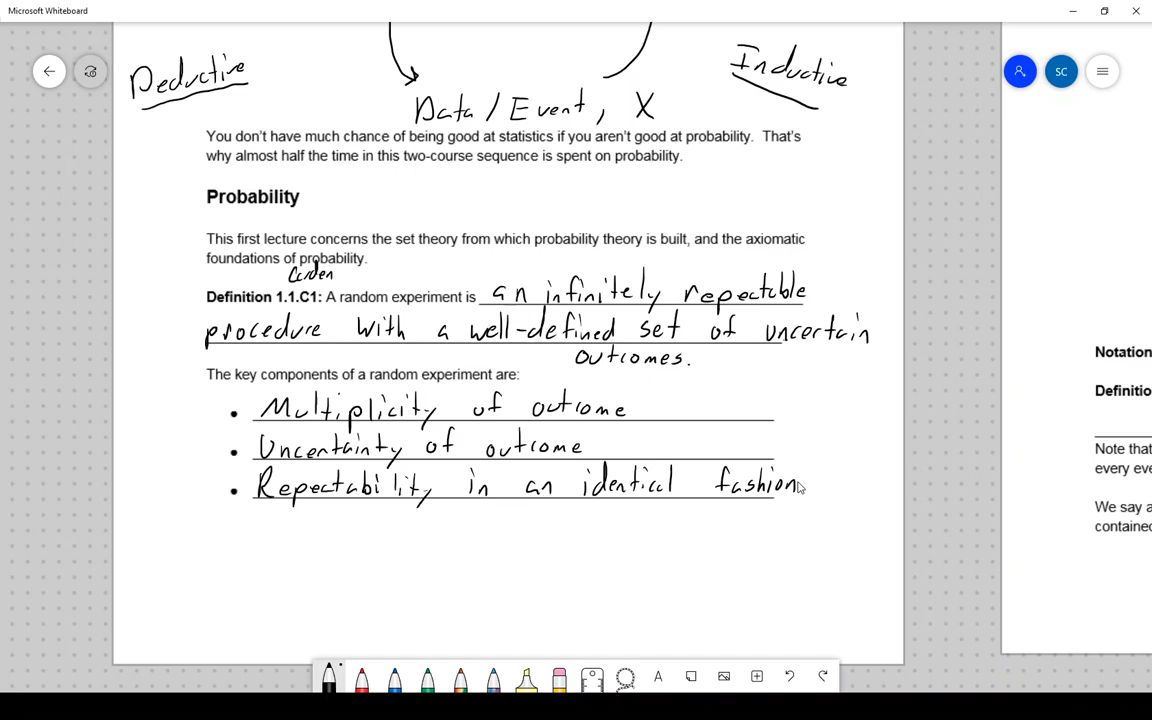 Microsoft Whiteboard
Deductive
Inductive
Data / Event, X
SC
You don't have much chance of being good at statistics if you aren't good at probability. That's
why almost half the time in this two-course sequence is spent on probability.
Probability
This first lecture concerns the set theory from which probability theory is built, and the axiomatic
foundations of probability.
Carden
Definition 1.1.C1: A random experiment is an infinitely repeatable
procedure with a well-defined set of uncertain
outcomes.
The key components of a random experiment are:
• Multiplicity of outcome
• Uncertainty of outcome
• Repeatability in an identical fashion
Notation
Definitio
Note that
every eve
We say a
contained
A